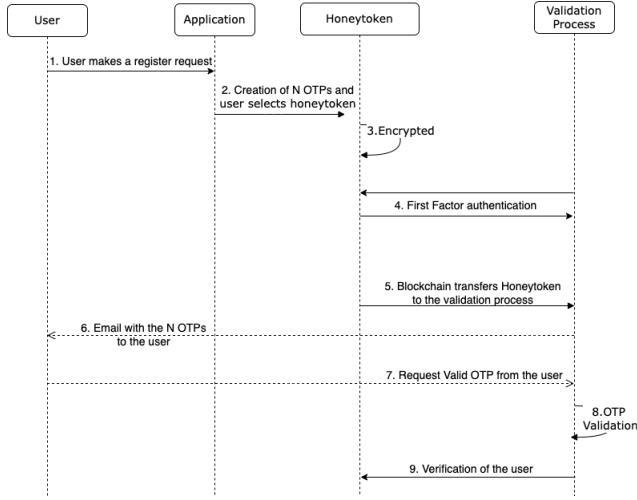 User
Application
Honeytoken
Validation
Process
1. User makes a register request
2. Creation of N OTPs and
user selects honeytoken
3.Encrypted
4. First Factor authentication
5. Blockchain transfers Honeytoken
to the validation process
6. Email with the N OTPs
to the user
7. Request Valid OTP from the user
8.OTP
Validation
9. Verification of the user